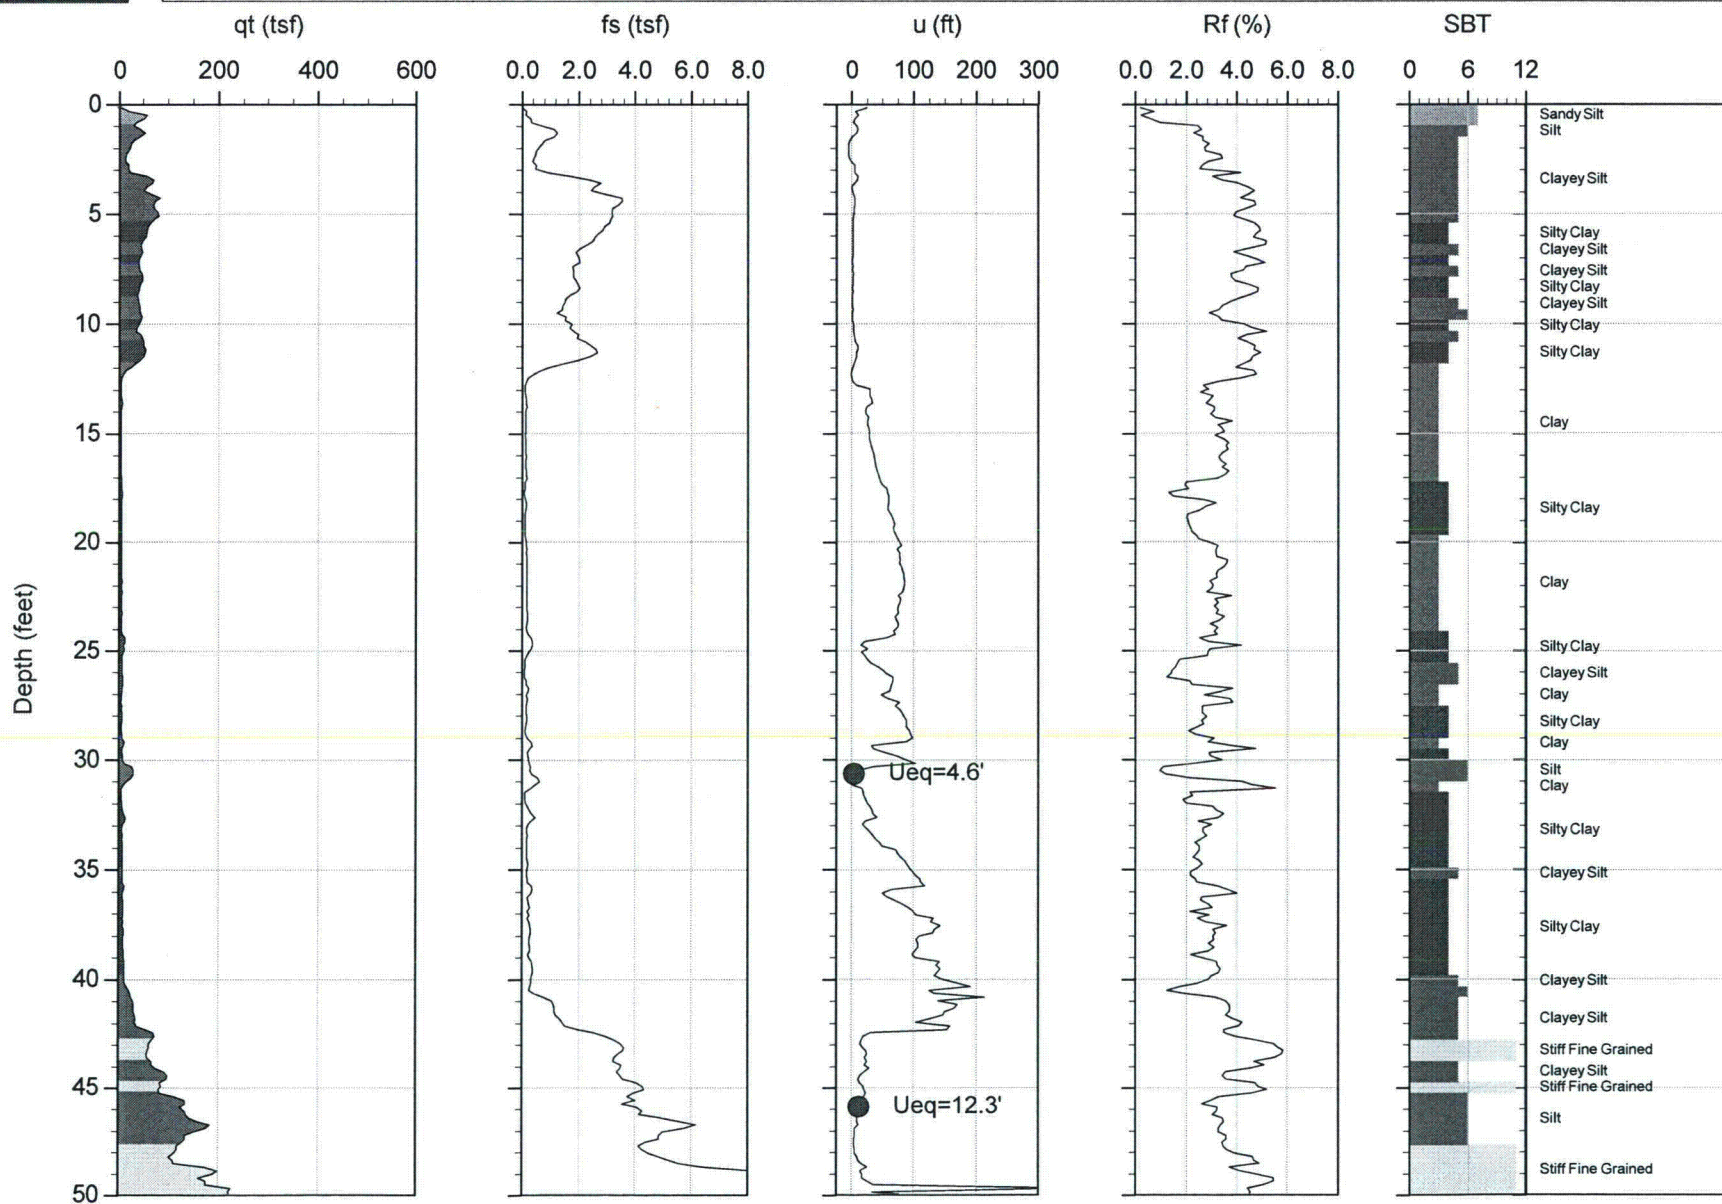 qt (tsf) fs (tsf) u (ft) Rf (%) SBT
0 200 400 600 0.0 2.0 4.0 6.0 8.0 0 100 200 300 0.0 2.0 4.0 6.0 8.0 0 6 12
0
Sandy Silt
Silt
Clayey Silt
5
Silty Clay
Clayey Silt
Clayey Silt
Silty Clay
Clayey Silt
10
Silty Clay
Silty Clay
Clay
15
Silty Clay
20
Clay
Depth (feet)
25
Silty Clay
Clayey Silt
Clay
Silty Clay
Clay
30
Ueq=4.6'
Silt
Clay
Silty Clay
35
Clayey Silt
Silty Clay
40
Clayey Silt
Clayey Silt
Stiff Fine Grained
Clayey Silt
45
Stiff Fine Grained
Ueq=12.3'
Silt
Stiff Fine Grained
50